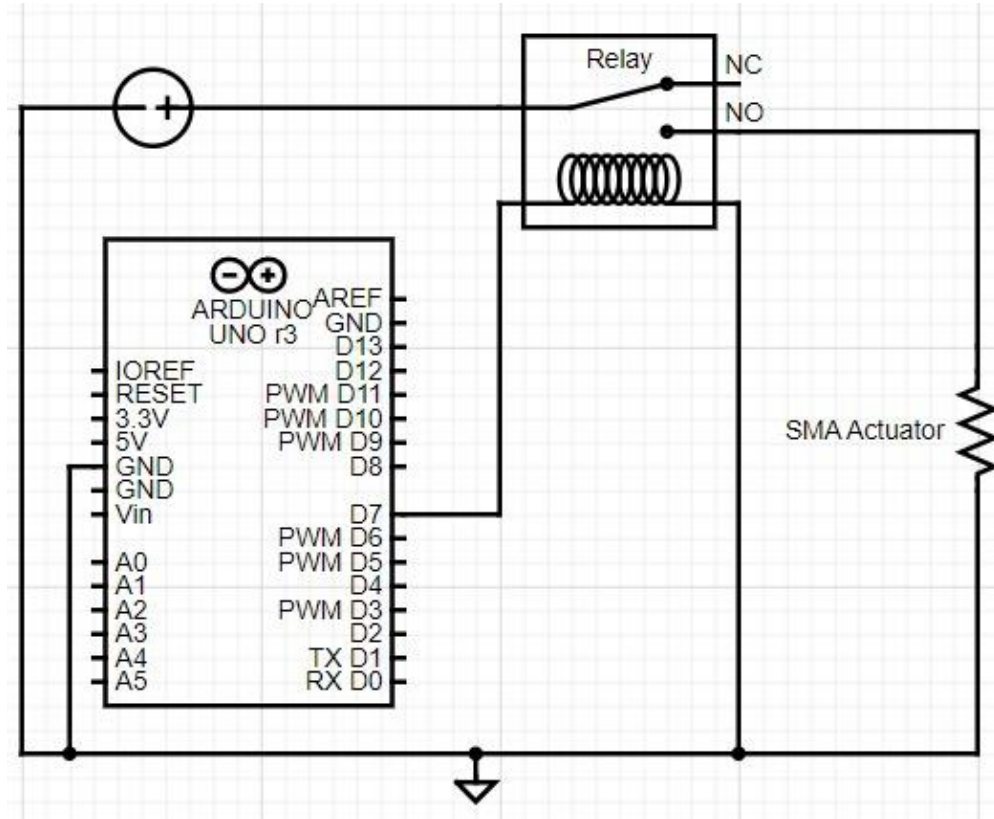 Relay
NC
NO
ARDUINO
UNO r3
AREF
GND
D13
IOREF
D12
RESET
PWM D11
3.3V
PWM D10
5V
PWM D9
GND
D8
GND
Vin
D7
PWM D6
A0
PWM D5
A1
D4
A2
PWM D3
A3
D2
A4
TX D1
A5
RX D0
SMA Actuator